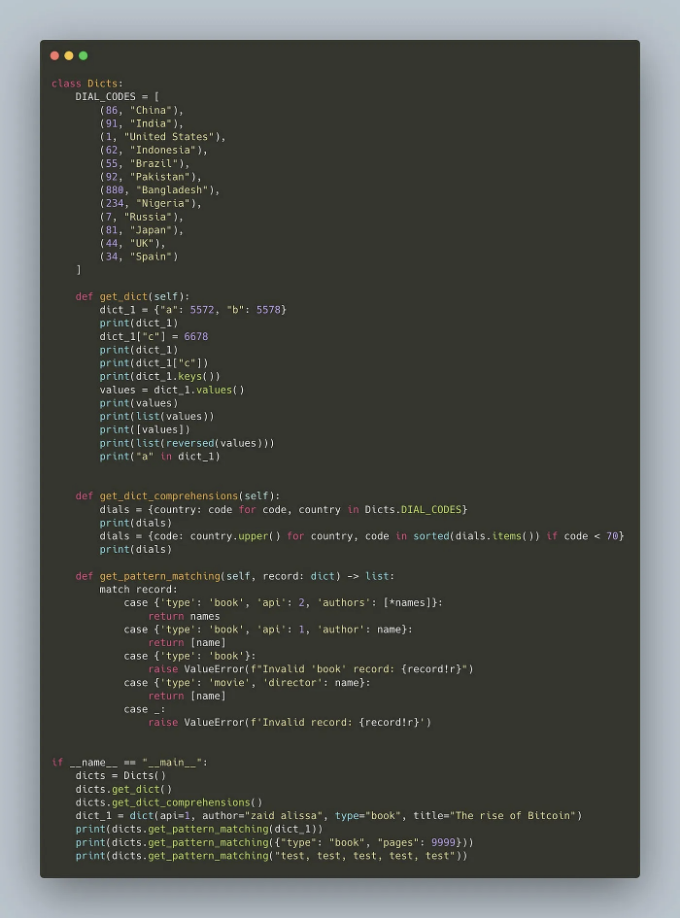 class Dicts:
    DIAL_CODES = [
        (86, "China"),
        (91, "India"),
        (1, "United States"),
        (62, "Indonesia"),
        (55, "Brazil"),
        (92, "Pakistan"),
        (880, "Bangladesh"),
        (234, "Nigeria"),
        (7, "Russia"),
        (81, "Japan"),
        (44, "UK"),
        (34, "Spain")
    ]

    def get_dict(self):
        dict_1 = {"a": 5572, "b": 5578}
        print(dict_1)
        dict_1["c"] = 6678
        print(dict_1)
        print(dict_1["c"])
        print(dict_1.keys())
        values = dict_1.values()
        print(values)
        print(list(values))
        print([values])
        print(list(reversed(values)))
        print("a" in dict_1)


    def get_dict_comprehensions(self):
        dials = {country: code for code, country in Dicts.DIAL_CODES}
        print(dials)
        dials = {code: country.upper() for country, code in sorted(dials.items()) if code < 70}
        print(dials)

    def get_pattern_matching(self, record: dict) -> list:
        match record:
            case {'type': 'book', 'api': 2, 'authors': [*names]}:
                return names
            case {'type': 'book', 'api': 1, 'author': name}:
                return [name]
            case {'type': 'book'}:
                raise ValueError(f"Invalid 'book' record: {record!r}")
            case {'type': 'movie', 'director': name}:
                return [name]
            case _:
                raise ValueError(f'Invalid record: {record!r}')


if __name__ == "__main__":
    dicts = Dicts()
    dicts.get_dict()
    dicts.get_dict_comprehensions()
    dict_1 = dict(api=1, author="zaid alissa", type="book", title="The rise of Bitcoin")
    print(dicts.get_pattern_matching(dict_1))
    print(dicts.get_pattern_matching({"type": "book", "pages": 9999}))
    print(dicts.get_pattern_matching("test, test, test, test, test"))